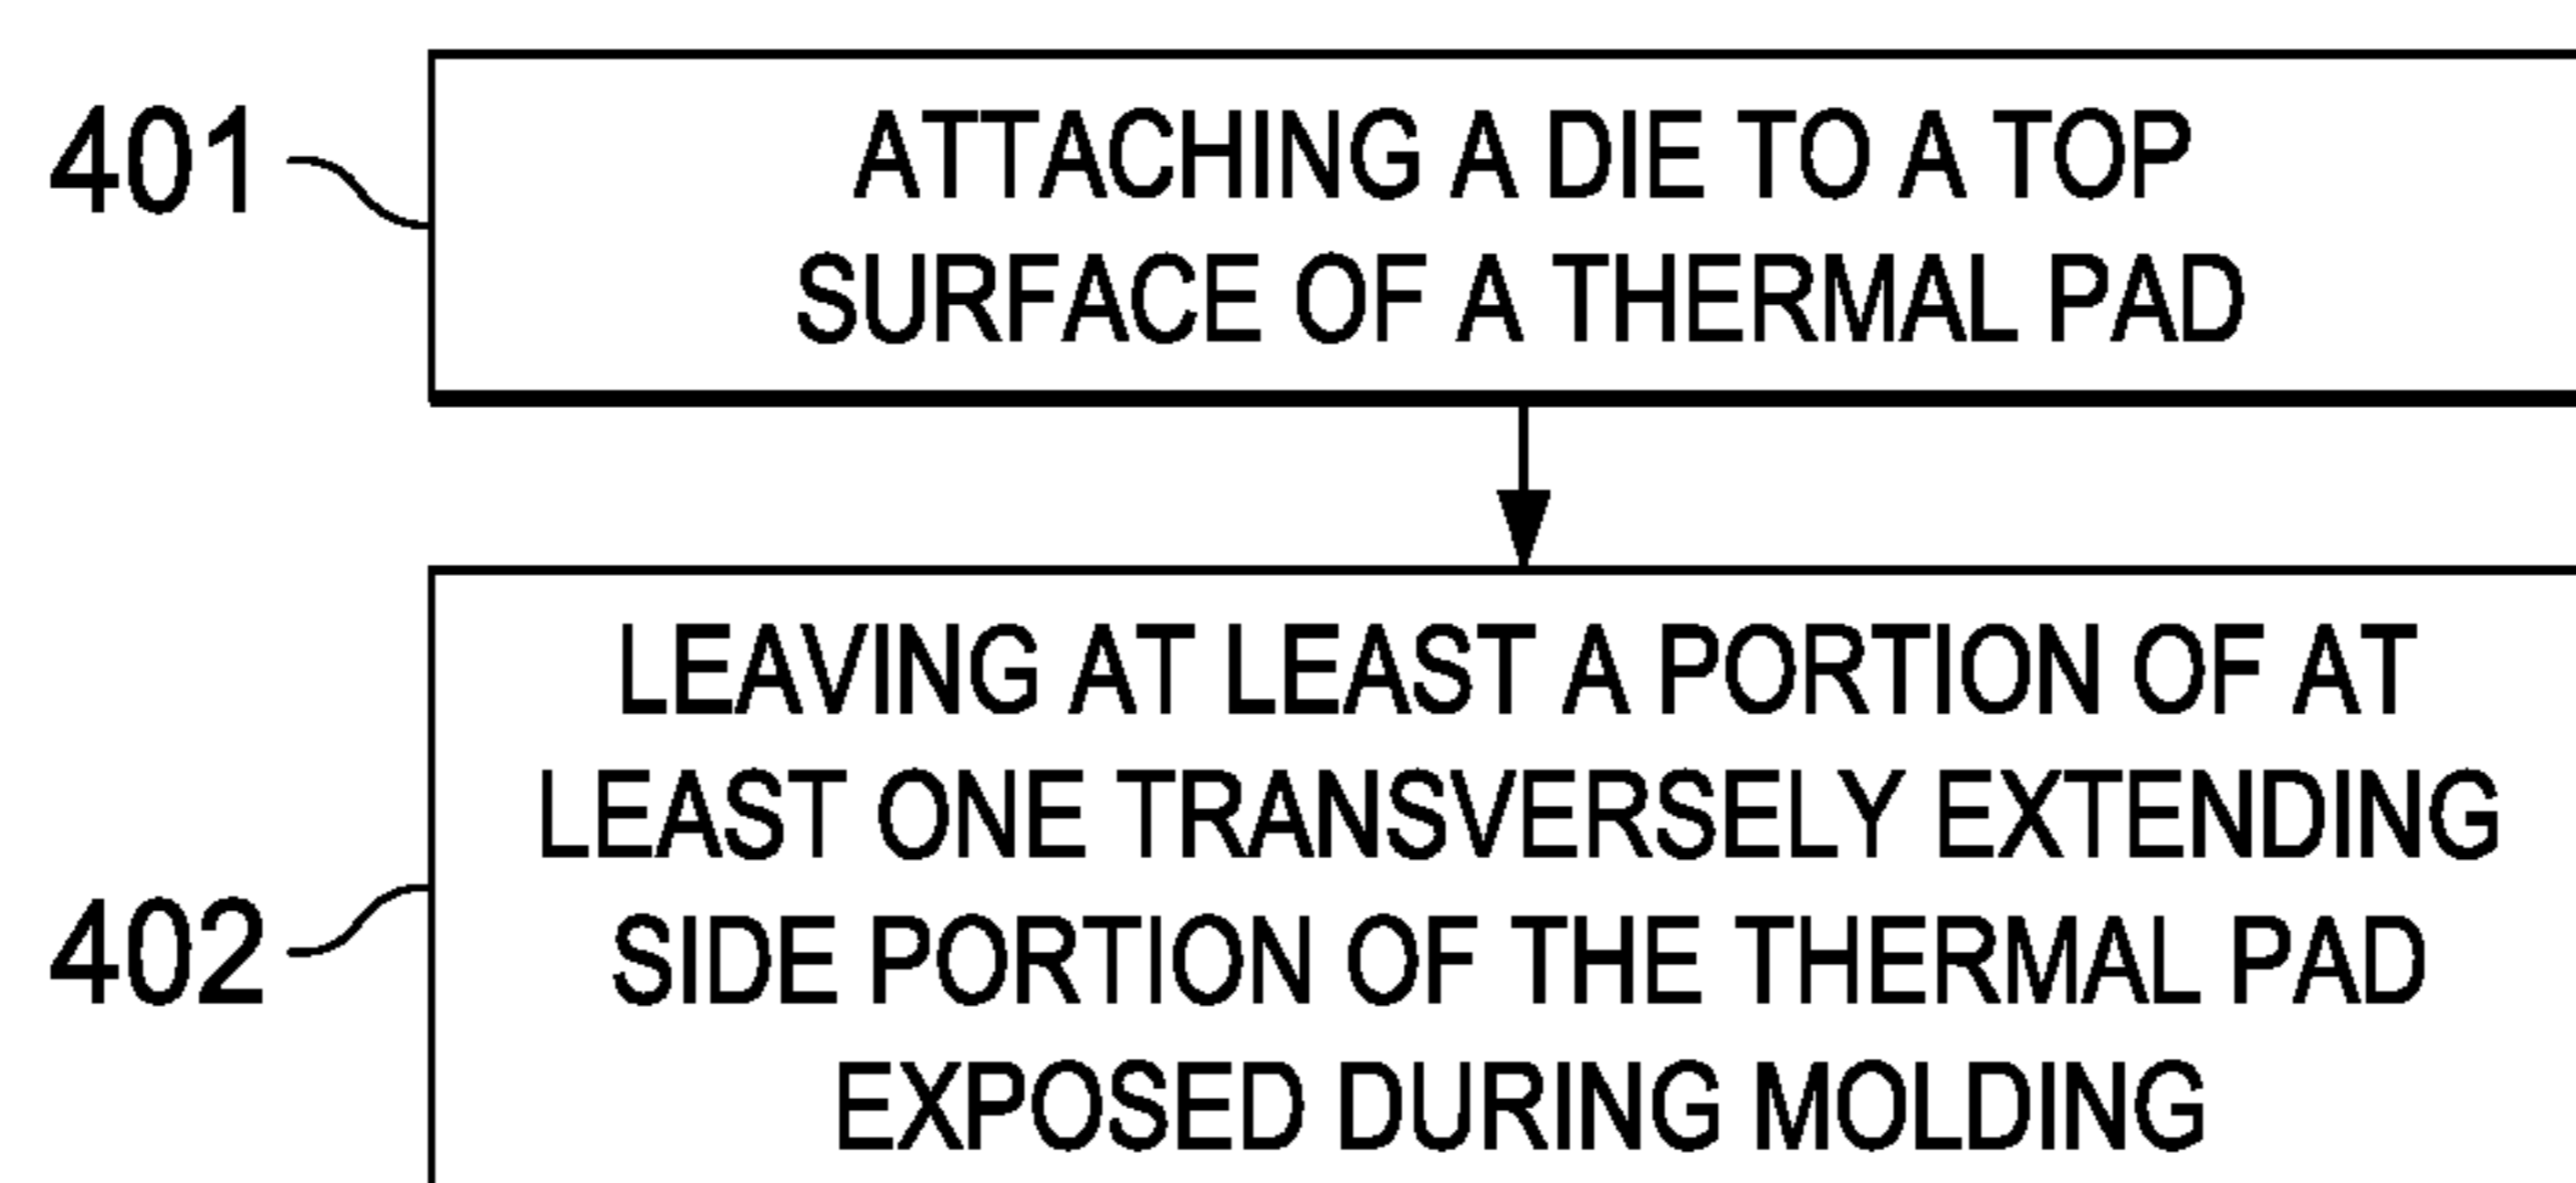 401
ATTACHING A DIE TO A TOP
SURFACE OF A THERMAL PAD
402
LEAVING AT LEAST A PORTION OF AT
LEAST ONE TRANSVERSELY EXTENDING
SIDE PORTION OF THE THERMAL PAD
EXPOSED DURING MOLDING